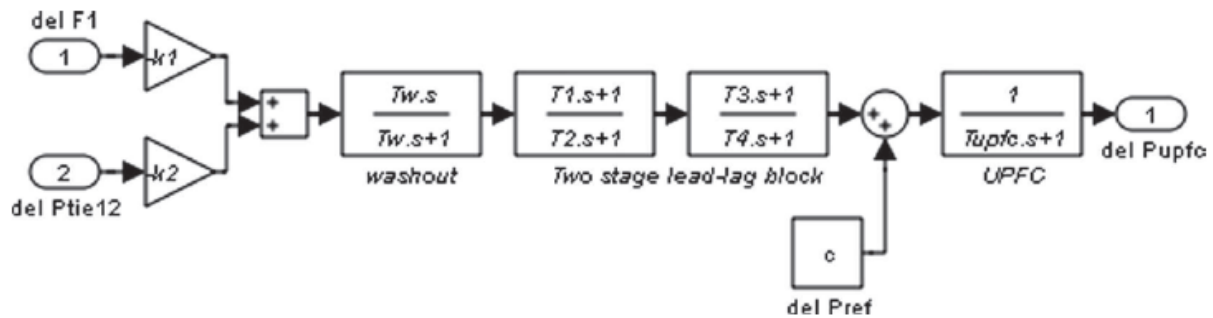 del F1
1
-k1
2
-k2
del Ptie12
+
+
Tw.s
Tw.s+1
washout
T1.s+1
T2.s+1
T3.s+1
T4.s+1
Two stage lead-lag block
+
+
c
del Pref
1
Tupfc.s+1
UPFC
1
del Pupfc